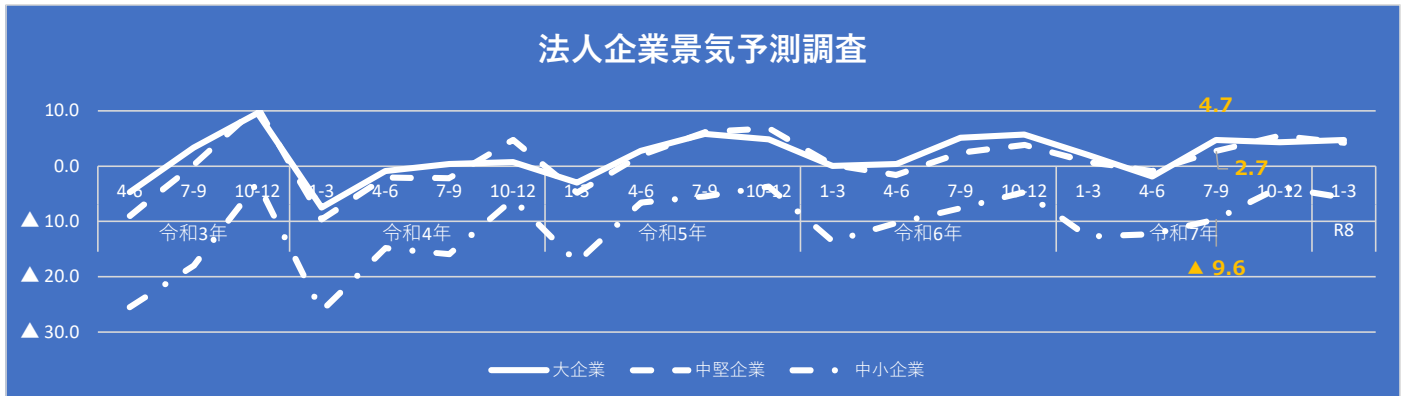 法人企業景気予測調査
10.0
0.0
▲ 10.0
▲ 20.0
▲ 30.0
4-6 7-9 10-12 1-3 4-6 7-9 10-12 1-3 4-6 7-9 10-12 1-3 4-6 7-9 10-12 1-3 4-6 7-9 10-12 1-3
令和3年 令和4年 令和5年 令和6年 令和7年 R8
4.7
2.7
▲ 9.6
大企業 中堅企業 中小企業